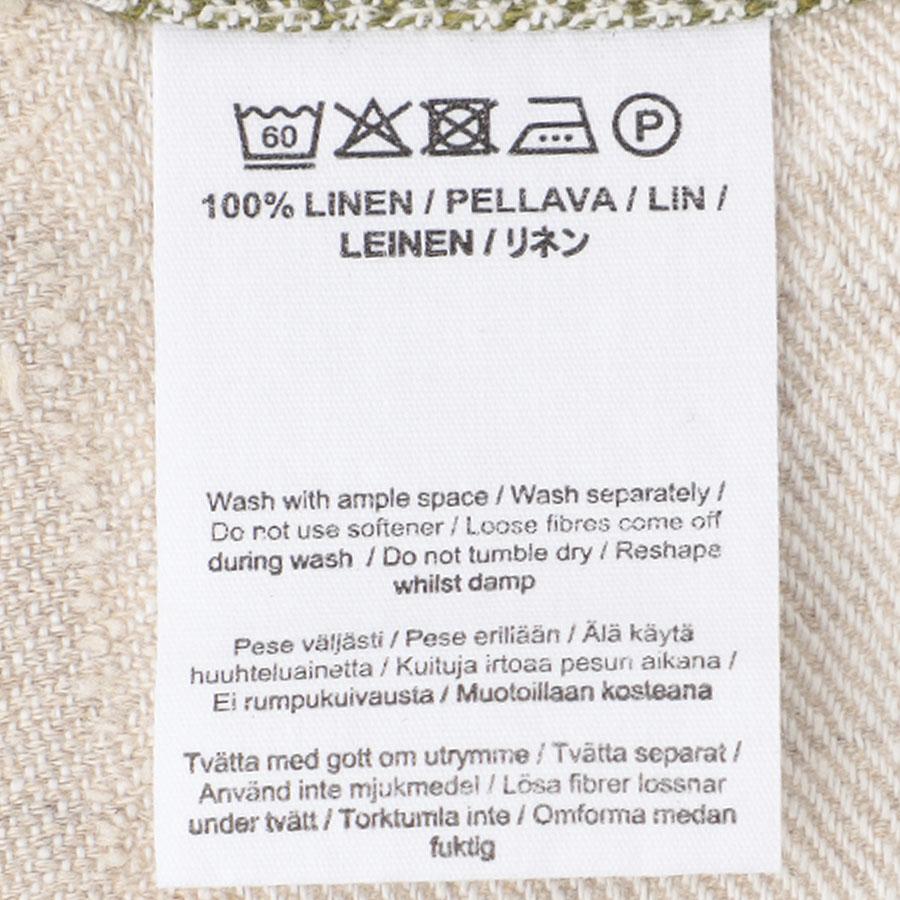 60 P
100% LINEN / PELLAVA / LIN /
LEINEN / リネン
Wash with ample space / Wash separately /
Do not use softener / Loose fibres come off
during wash / Do not tumble dry / Reshape
whilst damp
Pese väljästi / Pese erillään / Älä käytä
huuhteluainetta / Kuituja irtoaa pesun aikana /
Ei rumpukuivausta / Muotoillaan kosteana
Tvätta med gott om utrymme / Tvätta separat /
Använd inte mjukmedel / Lösa fibrer lossnar
under tvätt / Torktumla inte / Omforma medan
fuktig